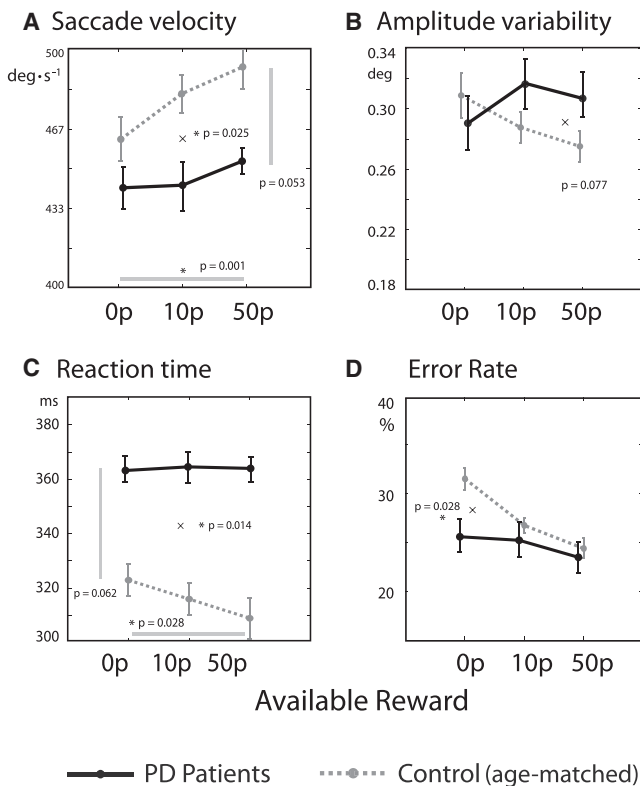 A Saccade velocity
500
deg·s⁻¹
467
433
400
× * p = 0.025
p = 0.053
* p = 0.001
0p 10p 50p
B Amplitude variability
0.34
deg
0.30
0.26
0.22
0.18
×
p = 0.077
0p 10p 50p
C Reaction time
ms
380
360
340
320
300
× * p = 0.014
p = 0.062
* p = 0.028
0p 10p 50p
D Error Rate
40
%
30
20
p = 0.028 ×
*
0p 10p 50p
Available Reward
PD Patients Control (age-matched)